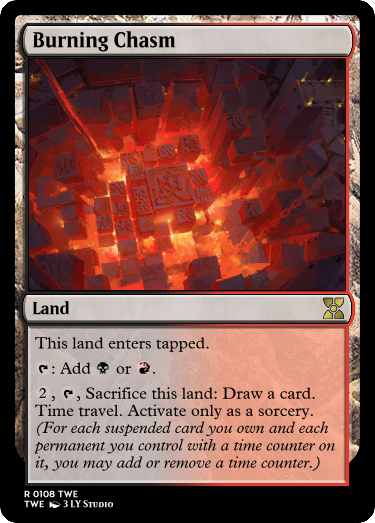 Burning Chasm
Land
This land enters tapped.
: Add or .
2 , , Sacrifice this land: Draw a card.
Time travel. Activate only as a sorcery.
(For each suspended card you own and each
permanent you control with a time counter on
it, you may add or remove a time counter.)
R 0108 TWE
TWE 3 LY Studio